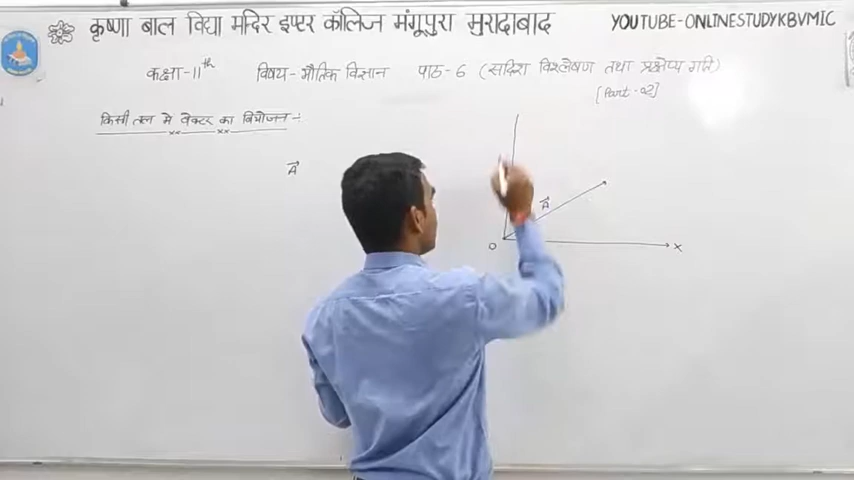 कृष्णा बाल विद्या मन्दिर इण्टर कॉलिज मंगूपुरा मुरादाबाद
YOUTUBE-ONLINESTUDYKBVMIC
कक्षा-11th विषय-भौतिक विज्ञान पाठ-6 (सदिश विश्लेषण तथा प्रक्षेप्य गति)
[Part-02]
किसी तल मे वेक्टर का वियोजन :-
A⃗
A⃗
O X